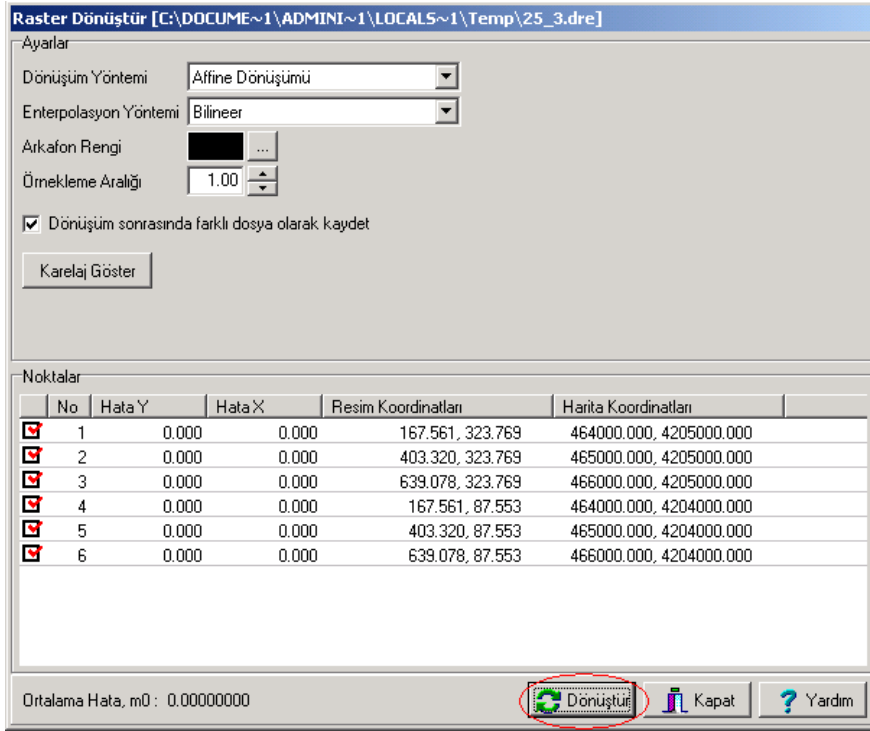 Raster Dönüştür [C:\DOCUME~1\ADMINI~1\LOCALS~1\Temp\25_3.dre]
Ayarlar
Dönüşüm Yöntemi Affine Dönüşümü
Enterpolasyon Yöntemi Bilineer
Arkafon Rengi ...
Örnekleme Aralığı 1.00
Dönüşüm sonrasında farklı dosya olarak kaydet
Karelaj Göster
Noktalar
No Hata Y Hata X Resim Koordinatları Harita Koordinatları
1 0.000 0.000 167.561, 323.769 464000.000, 4205000.000
2 0.000 0.000 403.320, 323.769 465000.000, 4205000.000
3 0.000 0.000 639.078, 323.769 466000.000, 4205000.000
4 0.000 0.000 167.561, 87.553 464000.000, 4204000.000
5 0.000 0.000 403.320, 87.553 465000.000, 4204000.000
6 0.000 0.000 639.078, 87.553 466000.000, 4204000.000
Ortalama Hata, m0 : 0.00000000 Dönüştür Kapat ? Yardım